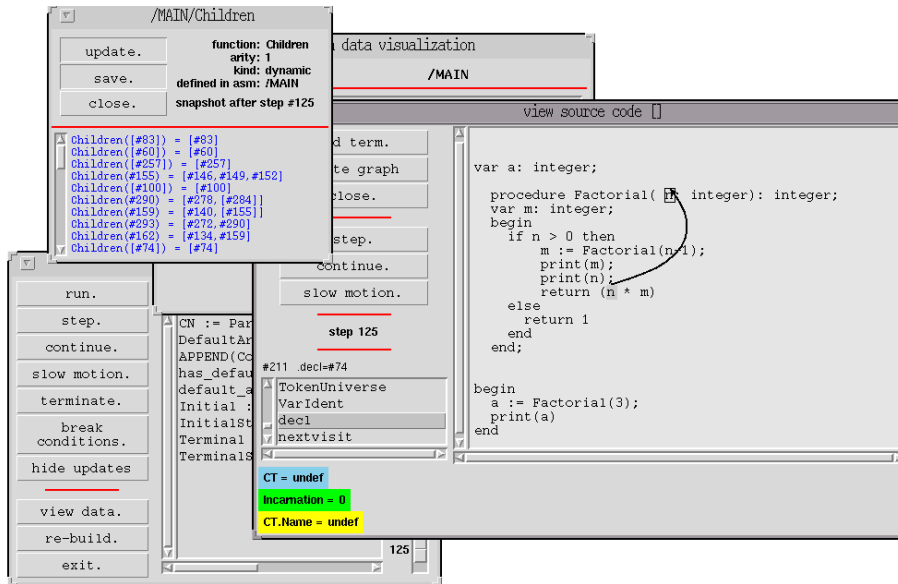 /MAIN/Children
update.
save.
close.
function: Children
arity: 1
kind: dynamic
defined in asm: /MAIN
snapshot after step #125
Children([#83]) = [#83]
Children([#60]) = [#60]
Children([#257]) = [#257]
Children(#155) = [#146,#149,#152]
Children([#100]) = [#100]
Children(#290) = [#278, [#284]]
Children(#159) = [#140, [#155]]
Children(#293) = [#272,#290]
Children(#162) = [#134,#159]
Children([#74]) = [#74]
data visualization
/MAIN
view source code []
term.
graph
close.
step.
continue.
slow motion.
step 125
#211 .decl=#74
TokenUniverse
VarIdent
decl
nextvisit
CT = undef
Incarnation = 0
CT.Name = undef
var a: integer;
procedure Factorial( n: integer): integer;
var m: integer;
begin
if n > 0 then
m := Factorial(n-1);
print(m);
print(n);
return (n * m)
else
return 1
end
end;
begin
a := Factorial(3);
print(a)
end
run.
step.
continue.
slow motion.
terminate.
break
conditions.
hide updates
view data.
re-build.
exit.
CN := Par
DefaultAr
APPEND(Co
has_defau
default_a
Initial :
InitialSt
Terminal
TerminalS
125